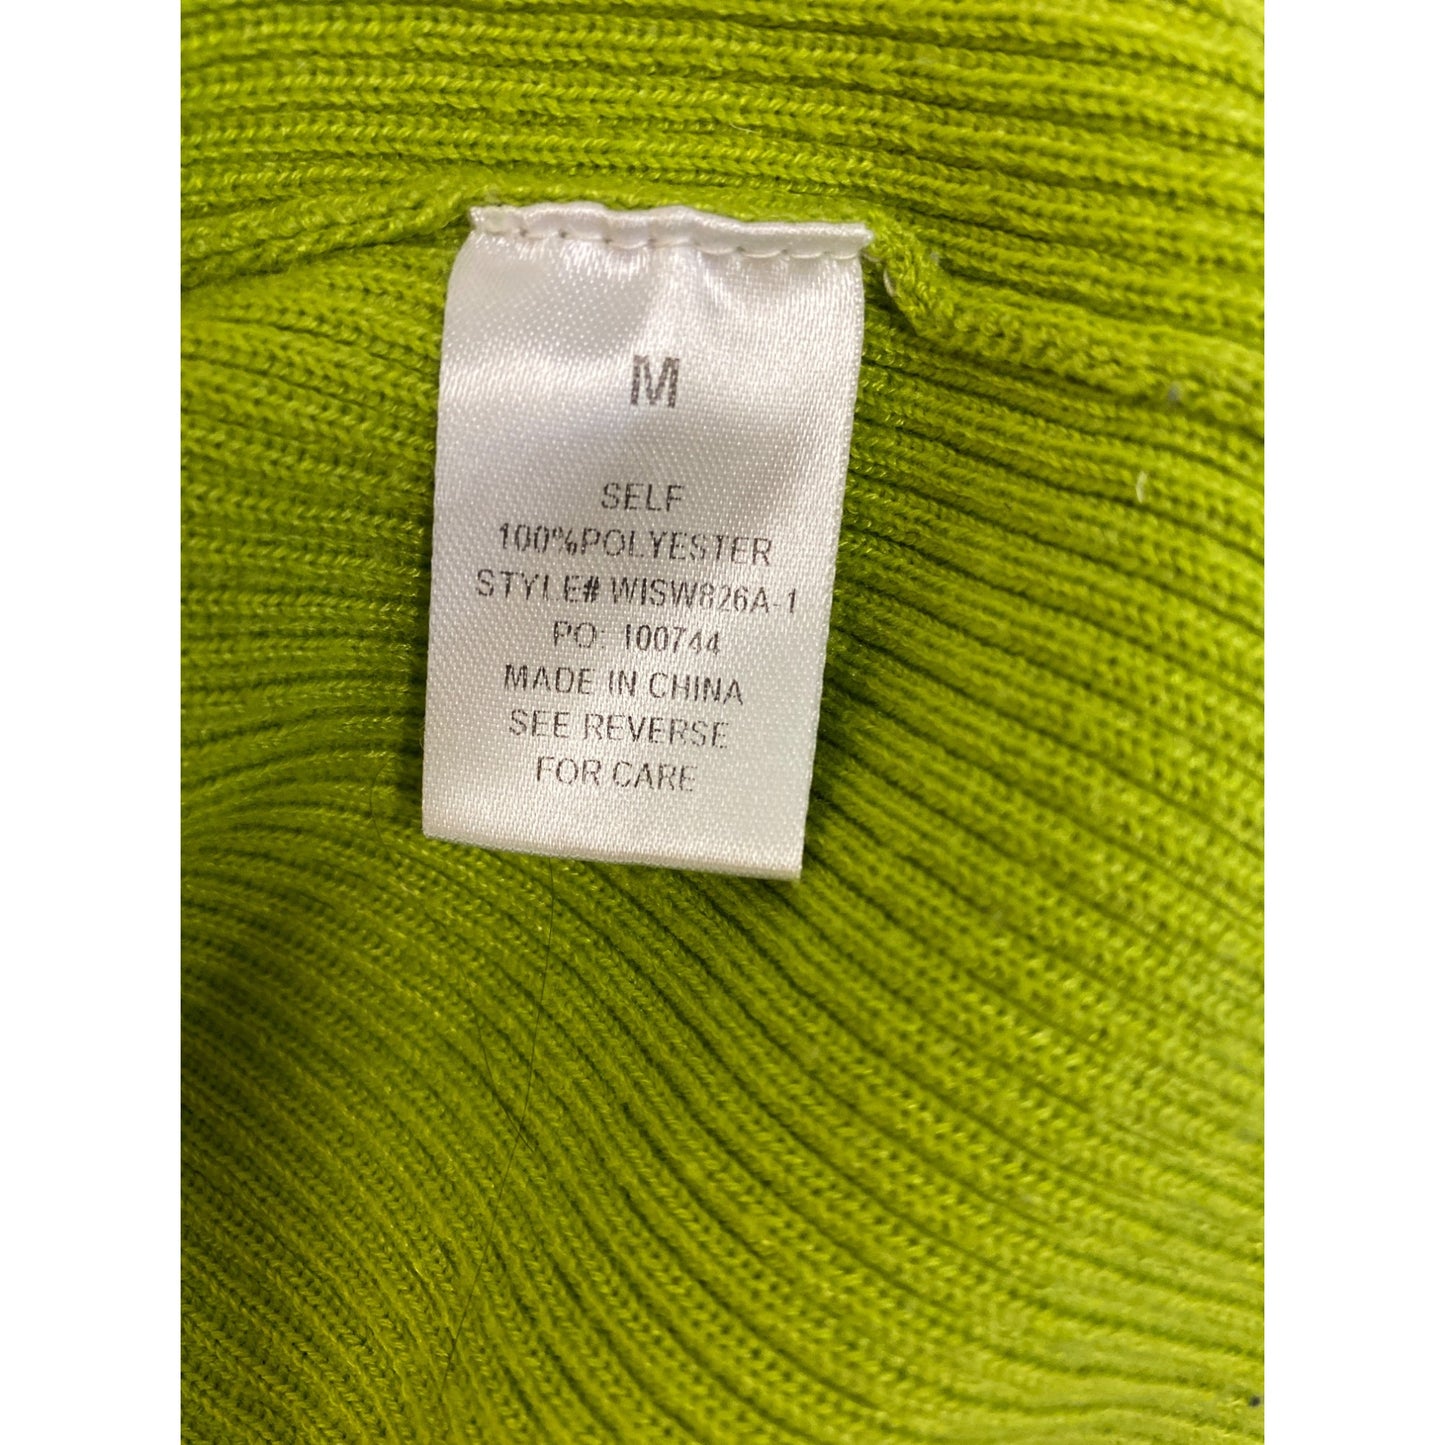 M
SELF
100%POLYESTER
STYLE# WISW826A-1
PO: 100744
MADE IN CHINA
SEE REVERSE
FOR CARE